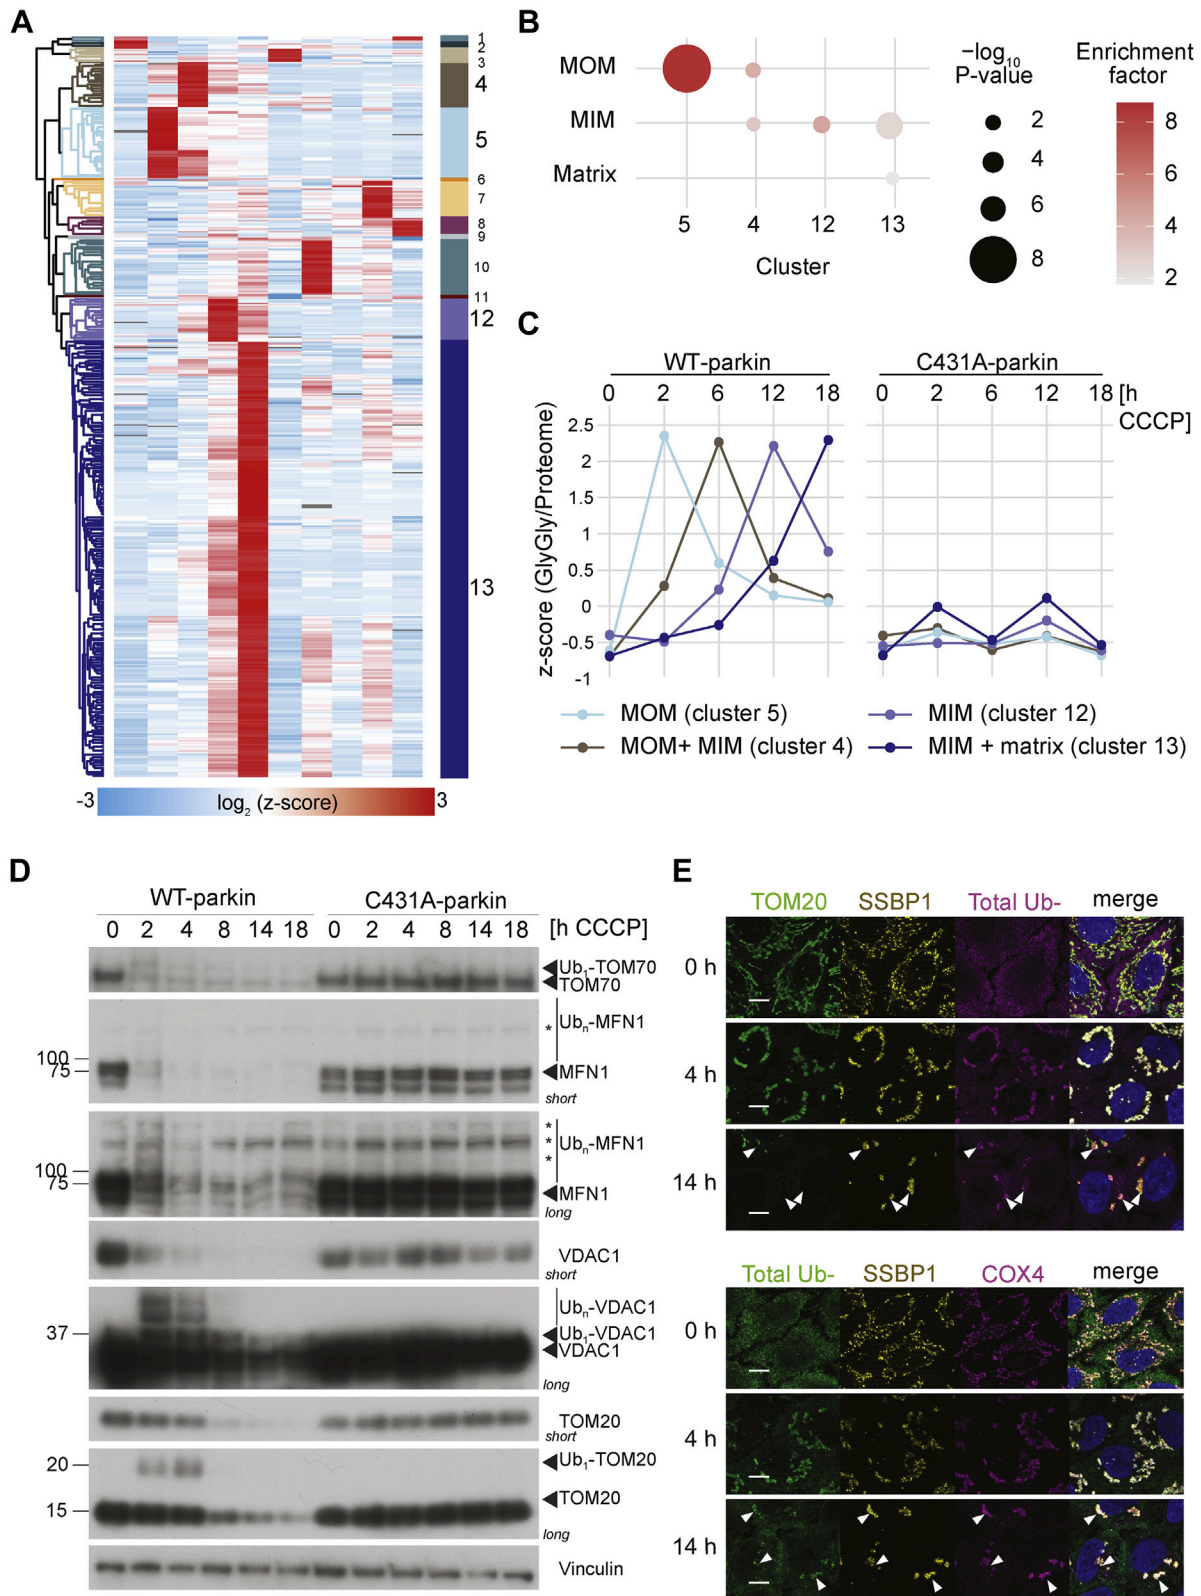 A
1
2
3
4
5
6
7
8
9
10
11
12
13
-3
log2 (z-score)
3
B
MOM
MIM
Matrix
5 4 12 13
Cluster
−log10
P-value
2
4
6
8
Enrichment
factor
8
6
4
2
C
WT-parkin C431A-parkin
0 2 6 12 18 0 2 6 12 18 [h
CCCP]
z-score (GlyGly/Proteome)
2.5
2
1.5
1
0.5
0
-0.5
-1
MOM (cluster 5) MIM (cluster 12)
MOM+ MIM (cluster 4) MIM + matrix (cluster 13)
D
WT-parkin C431A-parkin
0 2 4 8 14 18 0 2 4 8 14 18 [h CCCP]
Ub1-TOM70
TOM70
* Ubn-MFN1
100
75 MFN1
short
*
* Ubn-MFN1
*
100
75 MFN1
long
VDAC1
short
Ubn-VDAC1
37 Ub1-VDAC1
VDAC1
long
TOM20
short
20 Ub1-TOM20
15 TOM20
long
Vinculin
E
TOM20 SSBP1 Total Ub- merge
0 h
4 h
14 h
Total Ub- SSBP1 COX4 merge
0 h
4 h
14 h